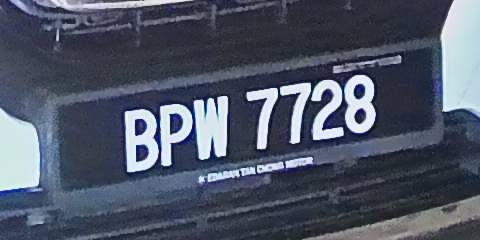 BPW 7728
EDARAN TAN CHONG MOTOR